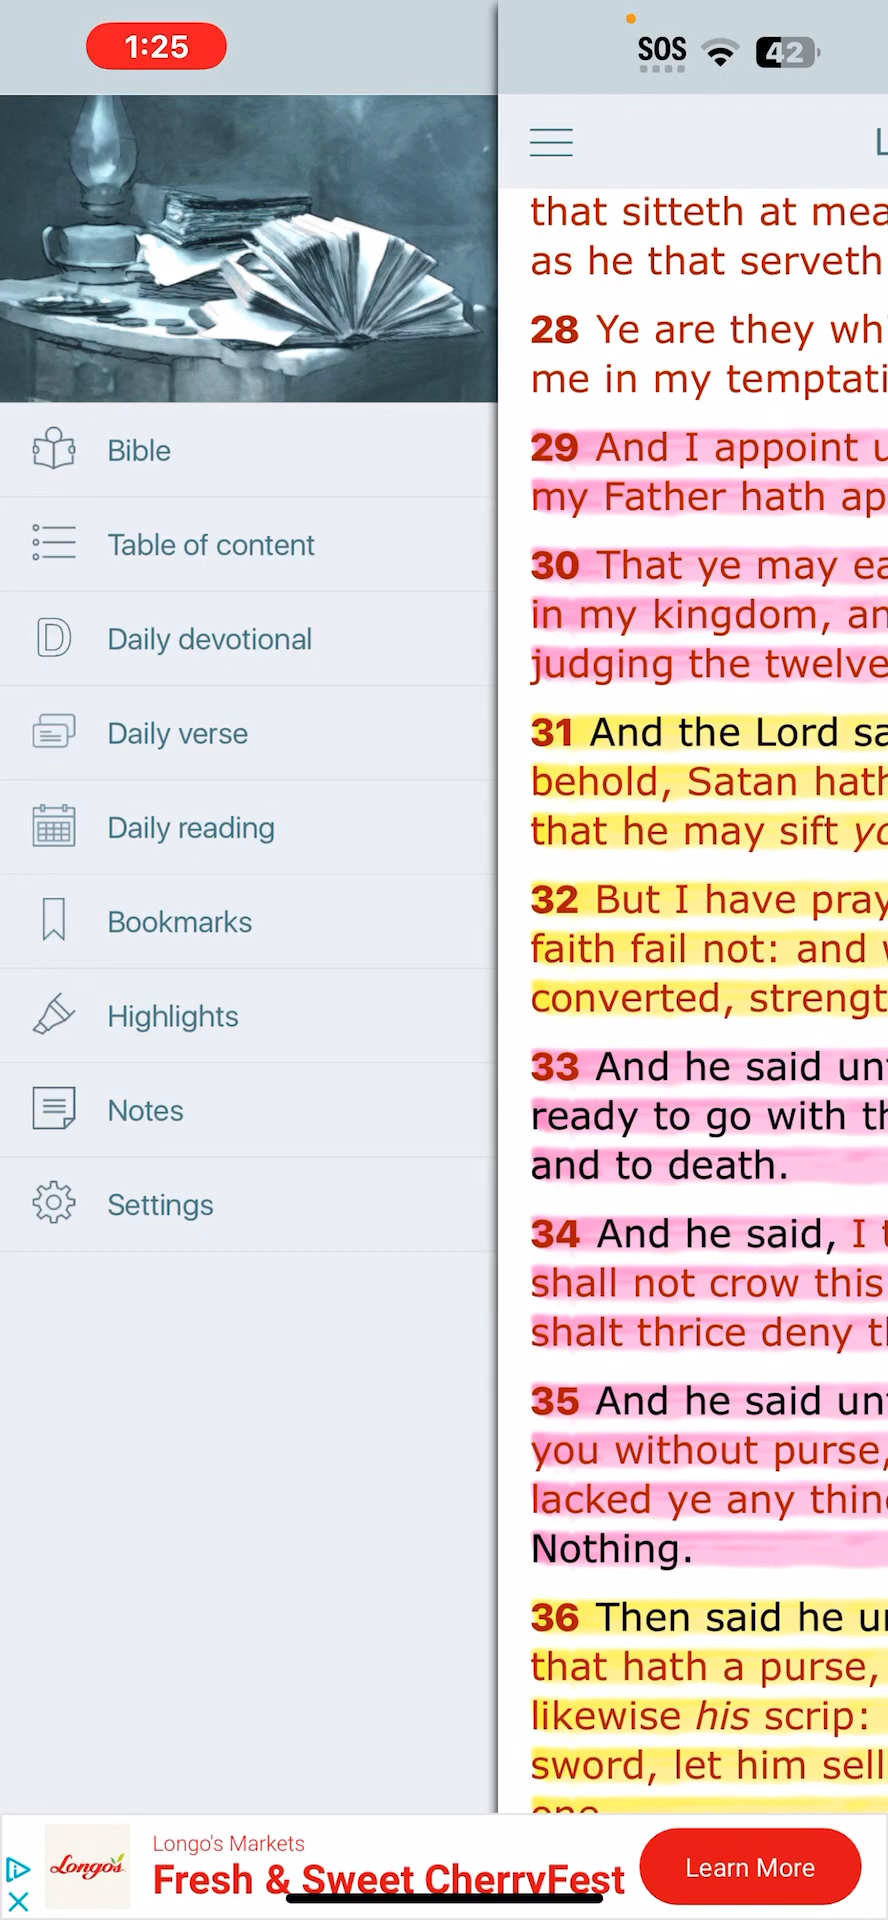 1:25
SOS
42
Bible
Table of content
Daily devotional
Daily verse
Daily reading
Bookmarks
Highlights
Notes
Settings
L
that sitteth at mea
as he that serveth
28 Ye are they wh
me in my temptati
29 And I appoint u
my Father hath ap
30 That ye may ea
in my kingdom, an
judging the twelve
31 And the Lord sa
behold, Satan hath
that he may sift yo
32 But I have pray
faith fail not: and w
converted, strengt
33 And he said unt
ready to go with th
and to death.
34 And he said, I t
shall not crow this
shalt thrice deny th
35 And he said unt
you without purse,
lacked ye any thing
Nothing.
36 Then said he un
that hath a purse,
likewise his scrip:
sword, let him sell
one
Longo's
Longo's Markets
Fresh & Sweet CherryFest
Learn More